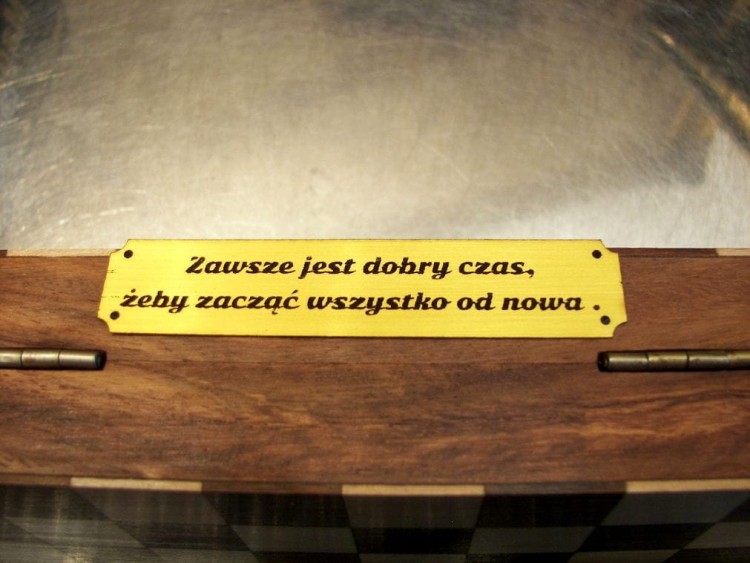 Zawsze jest dobry czas,
żeby zacząć wszystko od nowa .